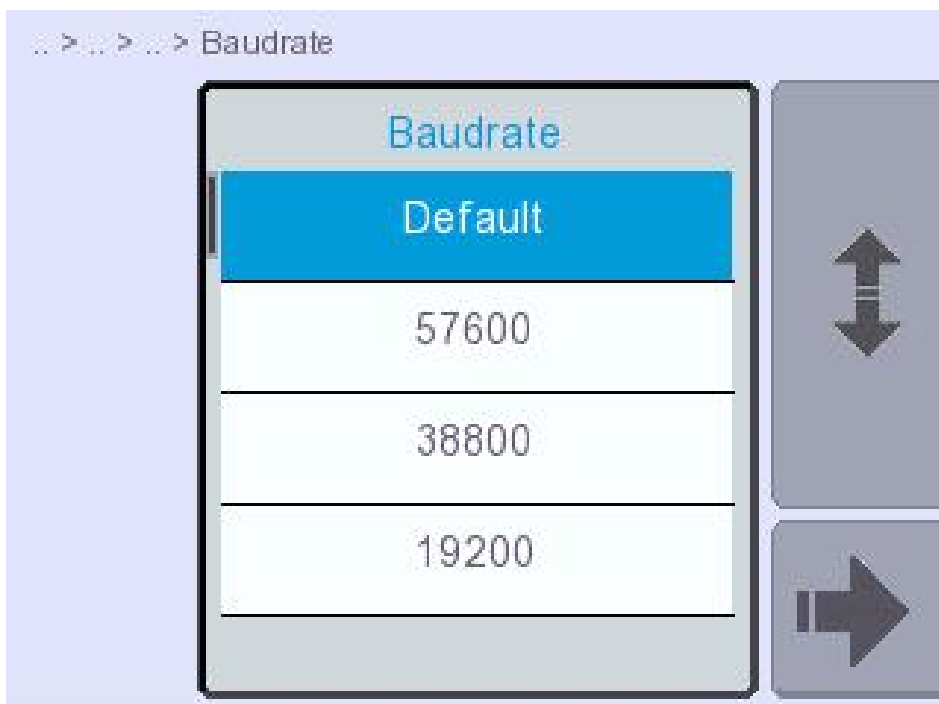 .. > .. > .. > Baudrate
Baudrate
Default
57600
38800
19200